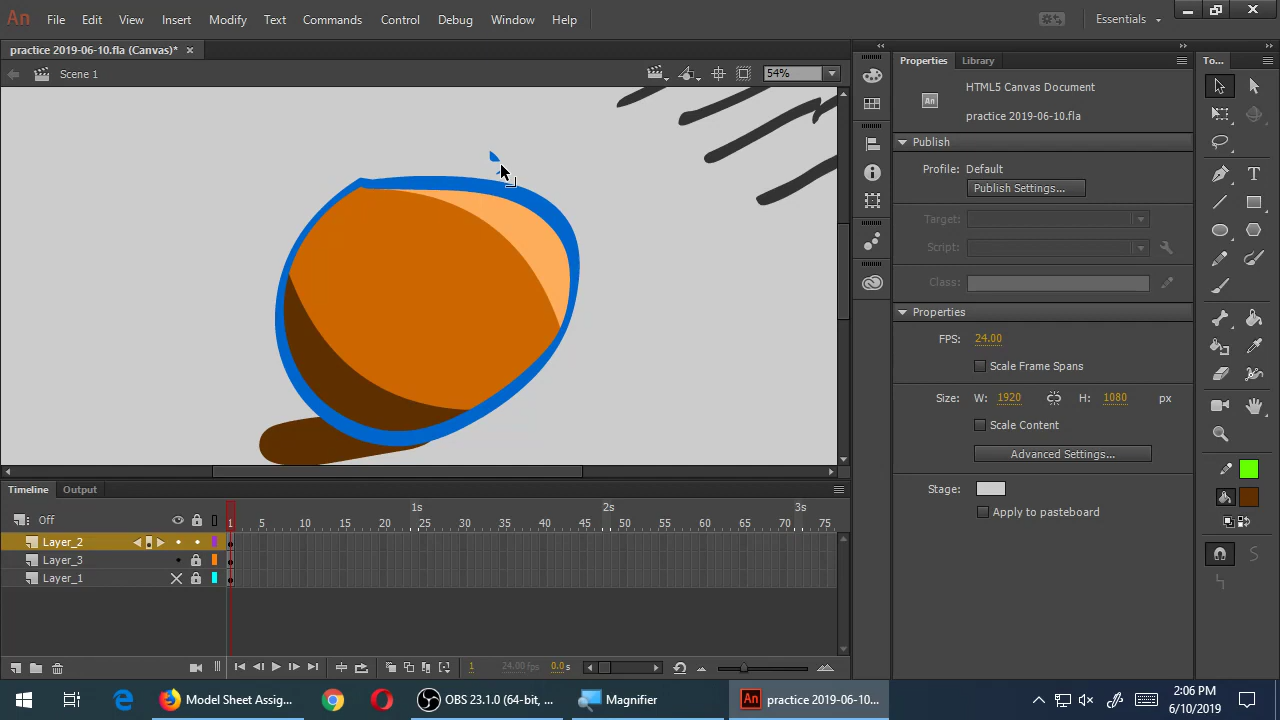 An File Edit View Insert Modify Text Commands Control Debug Window Help Essentials
practice 2019-06-10.fla (Canvas)* ×
Scene 1 54%
Properties Library To...
HTML5 Canvas Document
An practice 2019-06-10.fla
Publish
Profile: Default
Publish Settings...
Target:
Script:
Class:
Properties
FPS: 24.00
Scale Frame Spans
Size: W: 1920 H: 1080 px
Scale Content
Advanced Settings...
Stage:
Apply to pasteboard
Timeline Output
Off 1s 2s 3s
1 5 10 15 20 25 30 35 40 45 50 55 60 65 70 75
Layer_2
Layer_3
Layer_1
1 24.00 fps 0.0 s
Model Sheet Assig... OBS 23.1.0 (64-bit, ... Magnifier An practice 2019-06-10...
2:06 PM
6/10/2019